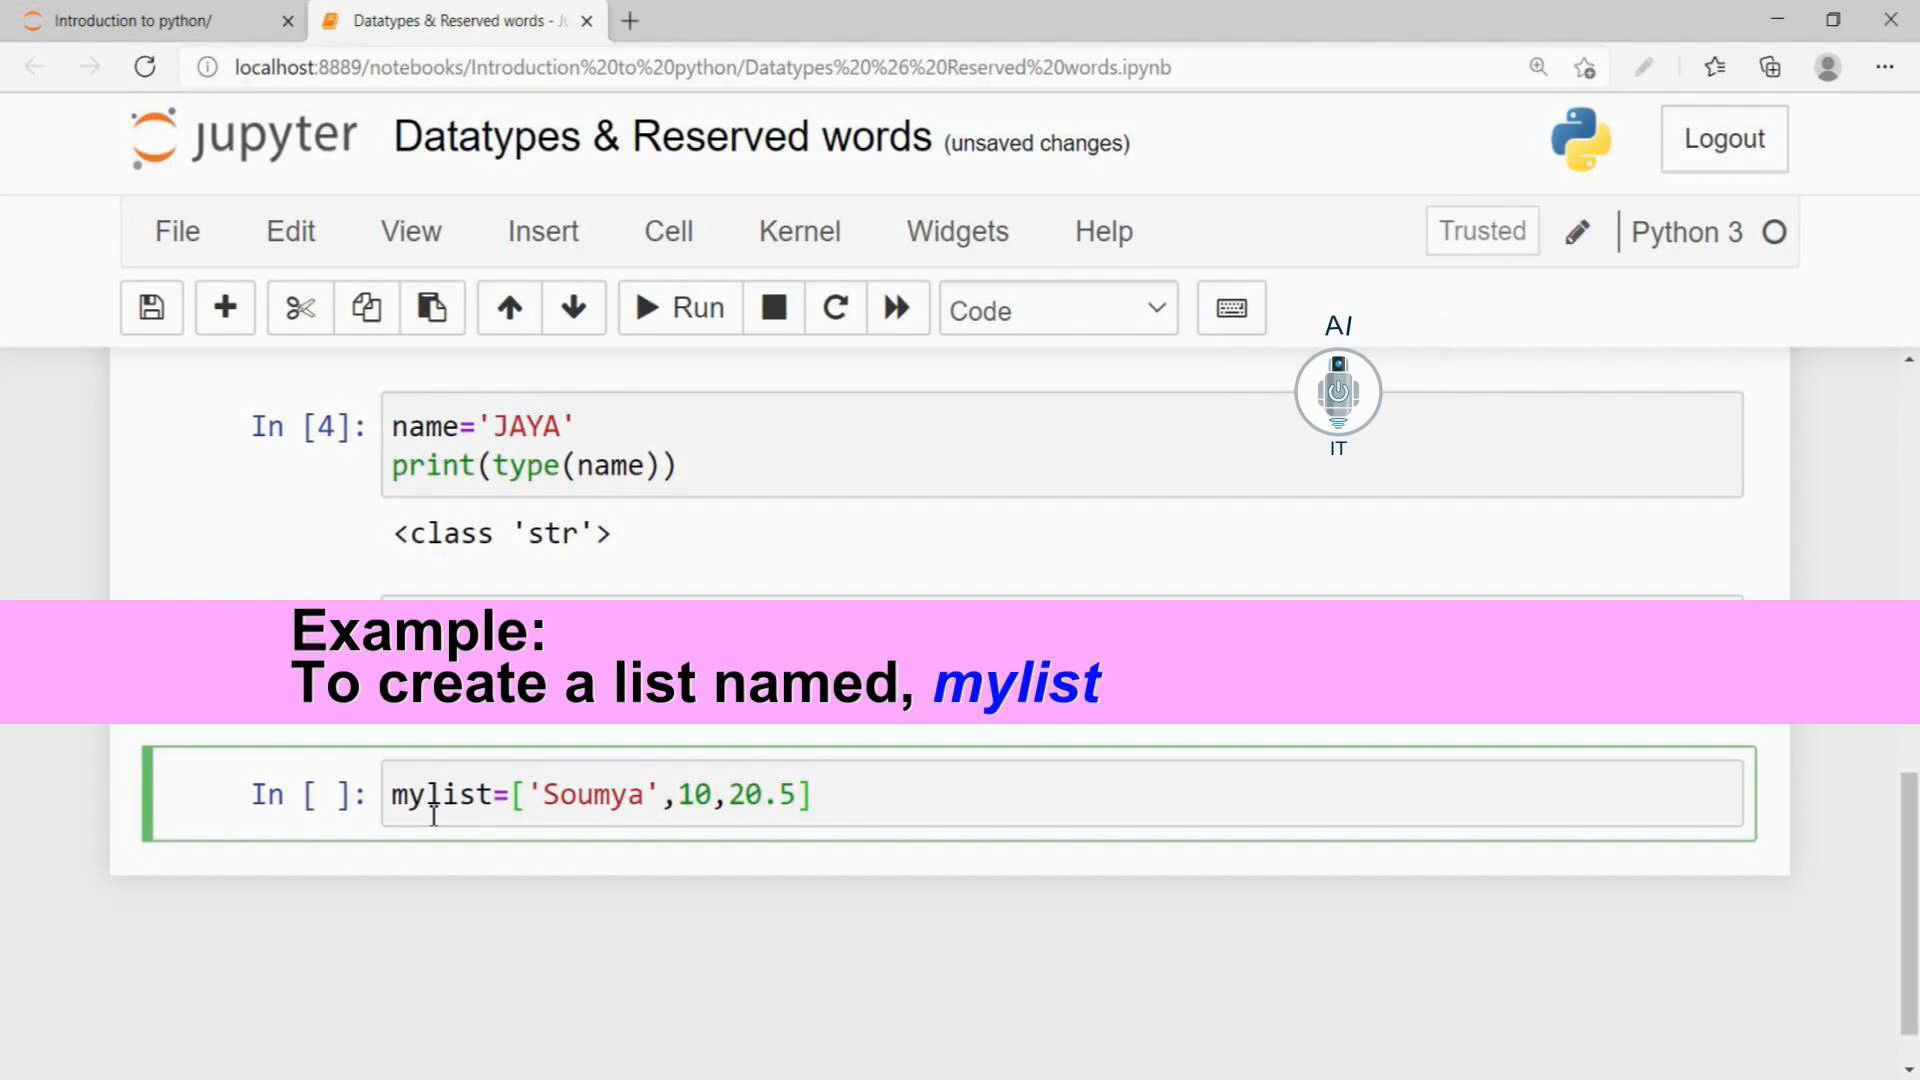 Introduction to python/
Datatypes & Reserved words - Ju
localhost:8889/notebooks/Introduction%20to%20python/Datatypes%20%26%20Reserved%20words.ipynb
jupyter Datatypes & Reserved words (unsaved changes)
Logout
File Edit View Insert Cell Kernel Widgets Help Trusted Python 3
Run Code
AI
IT
In [4]: name='JAYA'
print(type(name))
<class 'str'>
Example:
To create a list named, mylist
In [ ]: mylist=['Soumya',10,20.5]